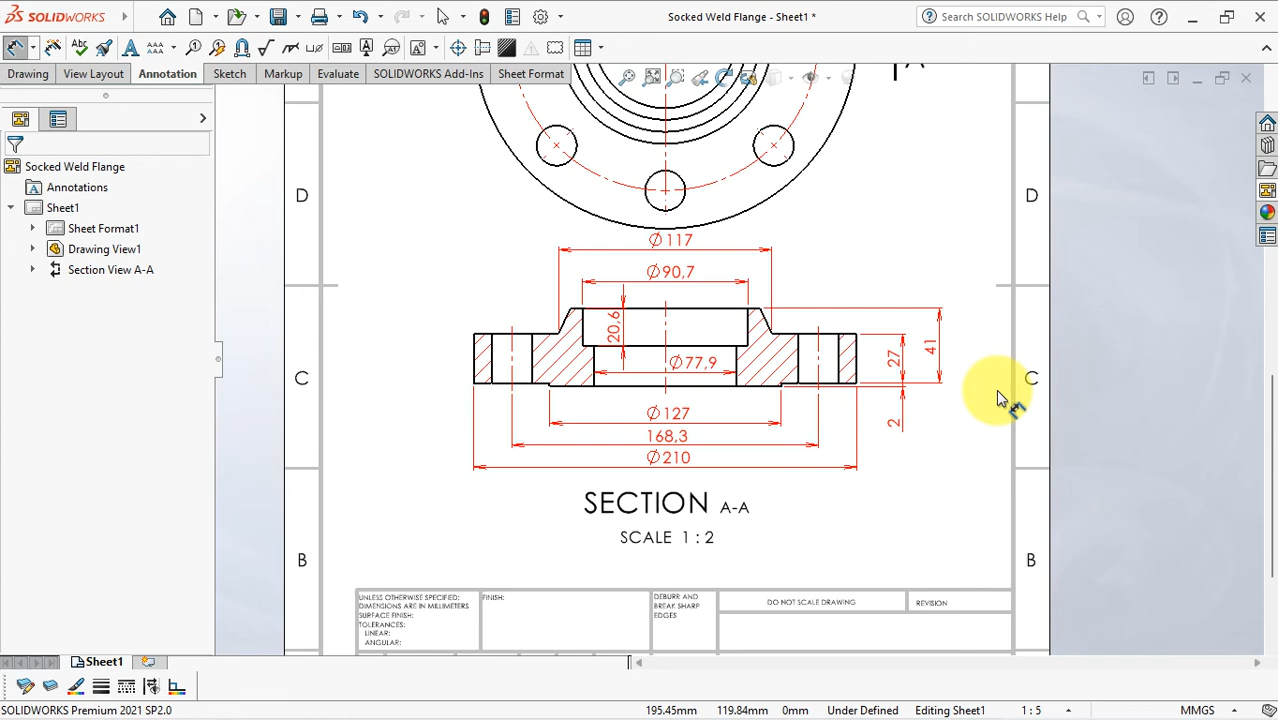 SOLIDWORKS
Socked Weld Flange - Sheet1 *
Search SOLIDWORKS Help
Drawing View Layout Annotation Sketch Markup Evaluate SOLIDWORKS Add-Ins Sheet Format
Socked Weld Flange
Annotations
Sheet1
Sheet Format1
Drawing View1
Section View A-A
A
D D
Ø117
Ø90,7
20,6
Ø77,9
27
41
C C
Ø127
2
168,3
Ø210
SECTION A-A
SCALE 1 : 2
B B
UNLESS OTHERWISE SPECIFIED:
DIMENSIONS ARE IN MILLIMETERS
SURFACE FINISH:
TOLERANCES:
LINEAR:
ANGULAR:
FINISH:
DEBURR AND
BREAK SHARP
EDGES
DO NOT SCALE DRAWING
REVISION
Sheet1
SOLIDWORKS Premium 2021 SP2.0 195.45mm 119.84mm 0mm Under Defined Editing Sheet1 1 : 5 MMGS